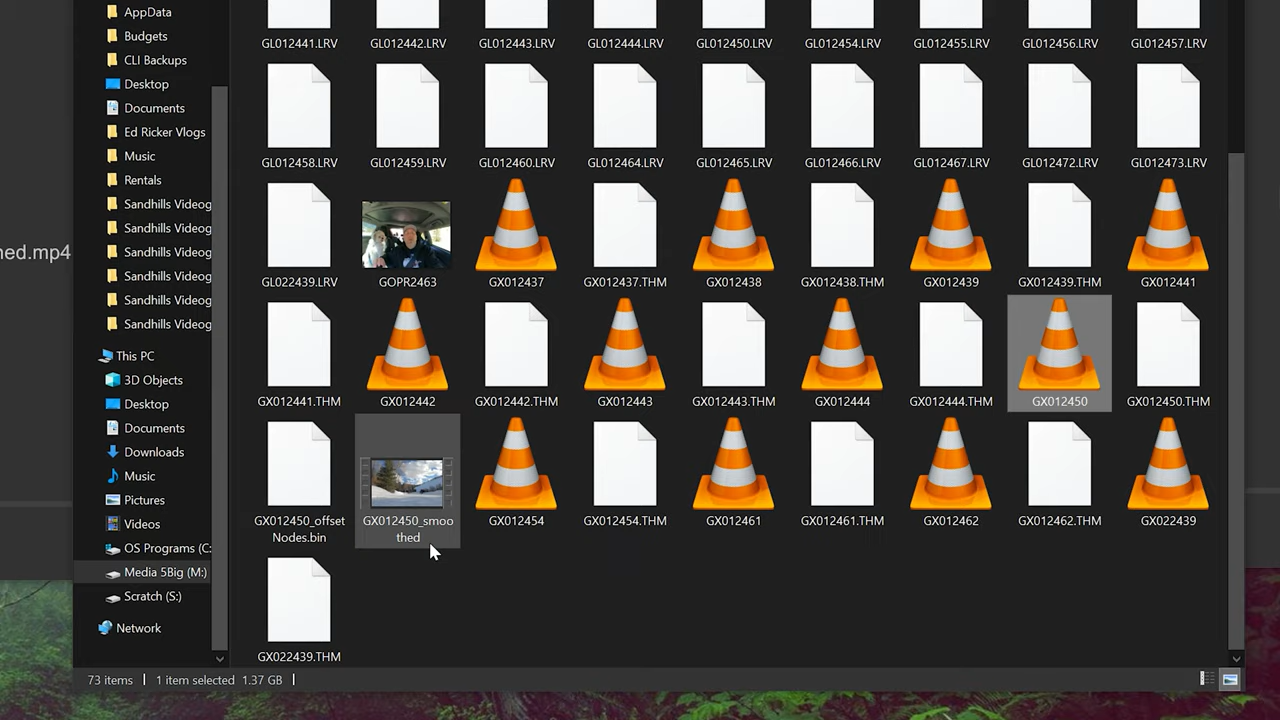 AppData
Budgets
CLI Backups
Desktop
Documents
Ed Ricker Vlogs
Music
Rentals
Sandhills Videog
Sandhills Videog
Sandhills Videog
Sandhills Videog
Sandhills Videog
Sandhills Videog
This PC
3D Objects
Desktop
Documents
Downloads
Music
Pictures
Videos
OS Programs (C:
Media 5Big (M:)
Scratch (S:)
Network
ned.mp4
GL012441.LRV GL012442.LRV GL012443.LRV GL012444.LRV GL012450.LRV GL012454.LRV GL012455.LRV GL012456.LRV GL012457.LRV
GL012458.LRV GL012459.LRV GL012460.LRV GL012464.LRV GL012465.LRV GL012466.LRV GL012467.LRV GL012472.LRV GL012473.LRV
GL022439.LRV GOPR2463 GX012437 GX012437.THM GX012438 GX012438.THM GX012439 GX012439.THM GX012441
GX012441.THM GX012442 GX012442.THM GX012443 GX012443.THM GX012444 GX012444.THM GX012450 GX012450.THM
GX012450_offset GX012450_smoo GX012454 GX012454.THM GX012461 GX012461.THM GX012462 GX012462.THM GX022439
Nodes.bin thed
GX022439.THM
73 items 1 item selected 1.37 GB